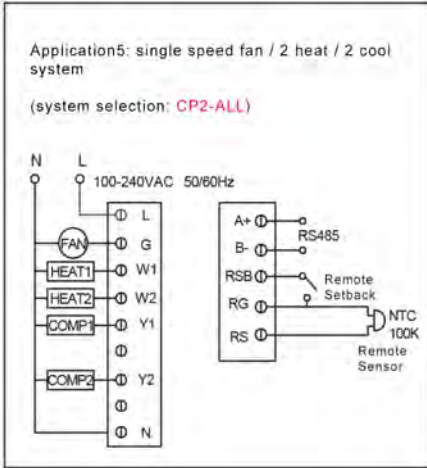 Application5: single speed fan / 2 heat / 2 cool
system
(system selection: CP2-ALL)
N L
100-240VAC 50/60Hz
L
FAN G
HEAT1 W1
HEAT2 W2
COMP1 Y1
COMP2 Y2
N
A+
B-
RS485
RSB
Remote
Setback
RG
NTC
100K
RS
Remote
Sensor